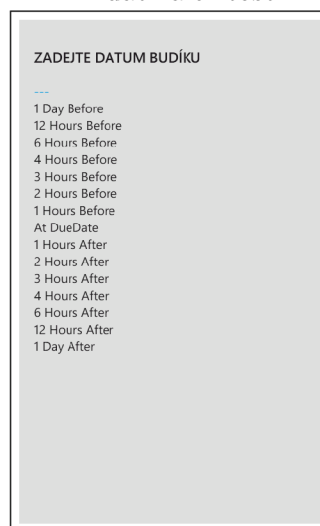 ZADEJTE DATUM BUDÍKU
---
1 Day Before
12 Hours Before
6 Hours Before
4 Hours Before
3 Hours Before
2 Hours Before
1 Hours Before
At DueDate
1 Hours After
2 Hours After
3 Hours After
4 Hours After
6 Hours After
12 Hours After
1 Day After